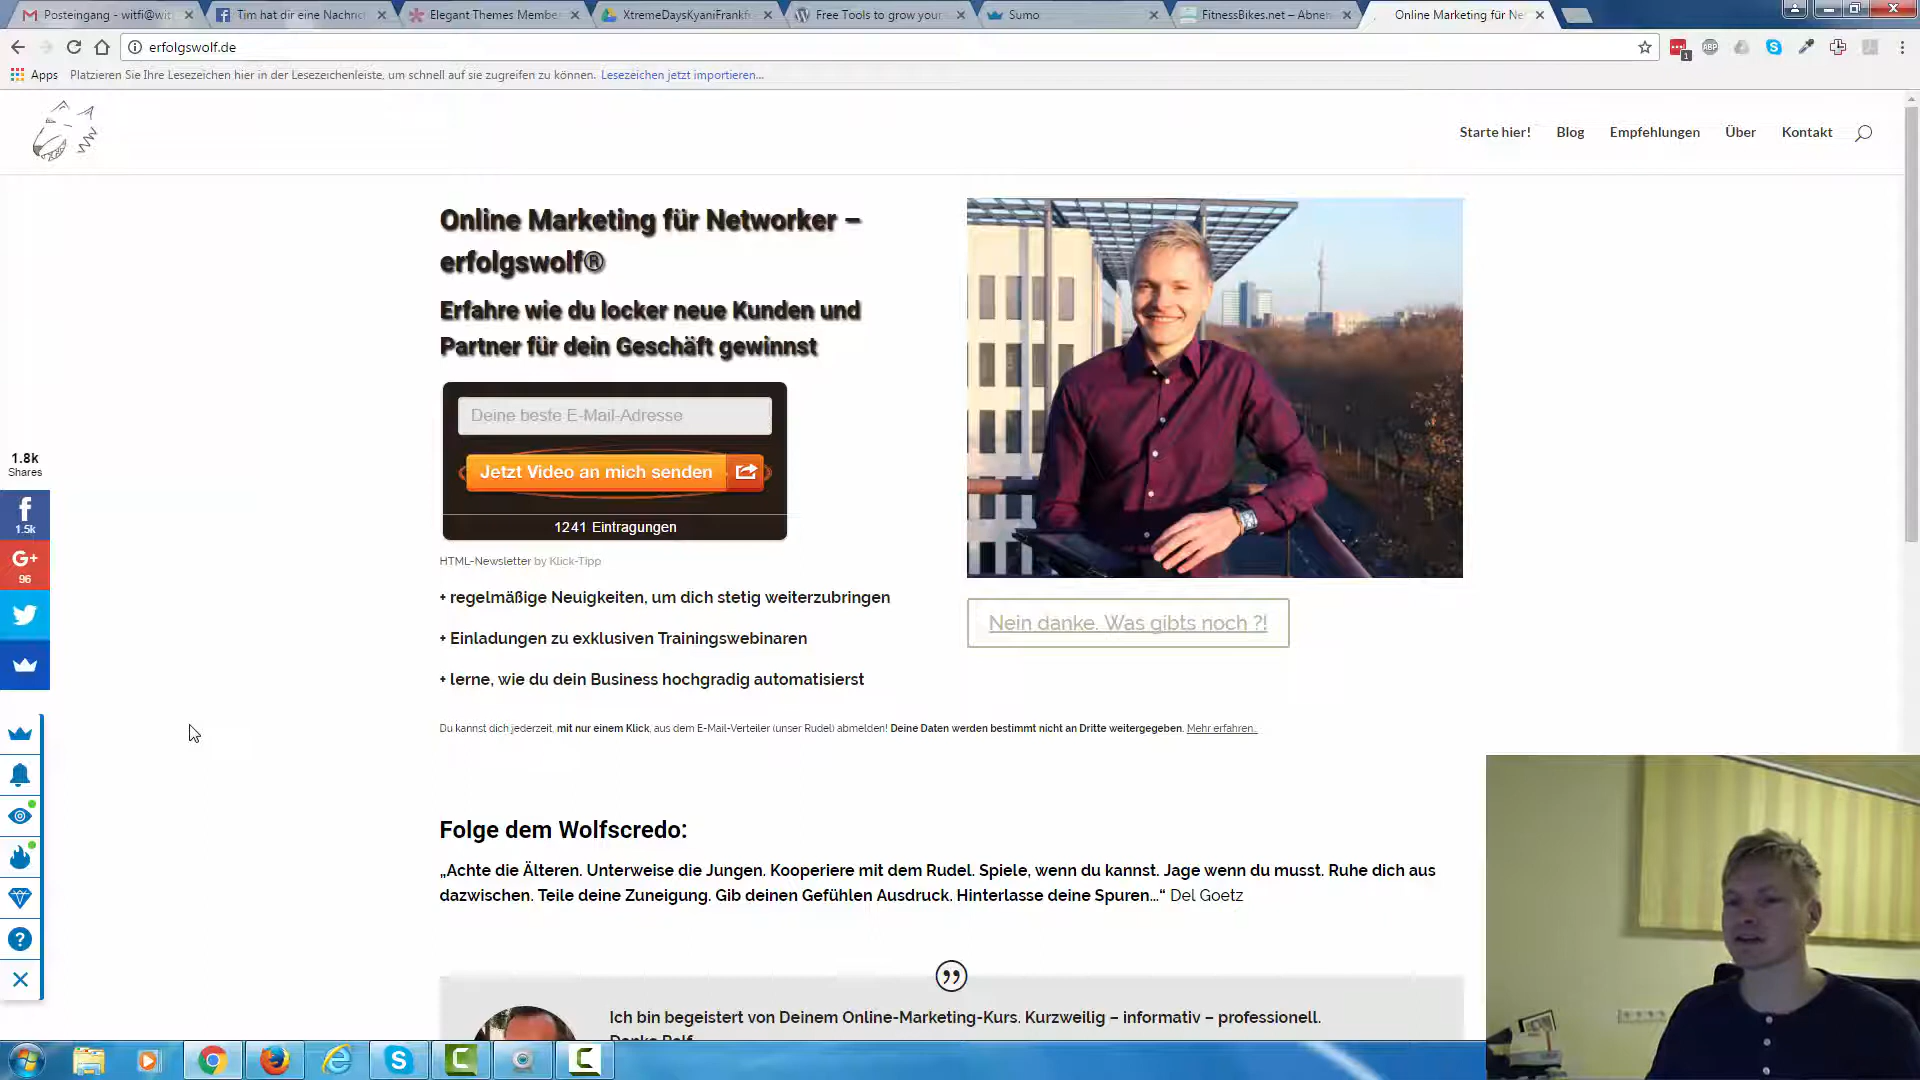 Posteingang - witfi@wit
Tim hat dir eine Nachric
Elegant Themes Membe
XtremeDaysKyaniFrankf
Free Tools to grow your
Sumo
FitnessBikes.net – Abne
Online Marketing für Ne
erfolgswolf.de
ABP
1
Apps
Platzieren Sie Ihre Lesezeichen hier in der Lesezeichenleiste, um schnell auf sie zugreifen zu können. Lesezeichen jetzt importieren...
Starte hier!
Blog
Empfehlungen
Über
Kontakt
Online Marketing für Networker –
erfolgswolf®
Erfahre wie du locker neue Kunden und
Partner für dein Geschäft gewinnst
Deine beste E-Mail-Adresse
Jetzt Video an mich senden
1241 Eintragungen
HTML-Newsletter by Klick-Tipp
+ regelmäßige Neuigkeiten, um dich stetig weiterzubringen
+ Einladungen zu exklusiven Trainingswebinaren
+ lerne, wie du dein Business hochgradig automatisierst
Nein danke. Was gibts noch ?!
Du kannst dich jederzeit, mit nur einem Klick, aus dem E-Mail-Verteiler (unser Rudel) abmelden! Deine Daten werden bestimmt nicht an Dritte weitergegeben. Mehr erfahren..
1.8k
Shares
1.5k
G+
96
Folge dem Wolfscredo:
„Achte die Älteren. Unterweise die Jungen. Kooperiere mit dem Rudel. Spiele, wenn du kannst. Jage wenn du musst. Ruhe dich aus
dazwischen. Teile deine Zuneigung. Gib deinen Gefühlen Ausdruck. Hinterlasse deine Spuren…“ Del Goetz
Ich bin begeistert von Deinem Online-Marketing-Kurs. Kurzweilig – informativ – professionell.
Danke Ralf